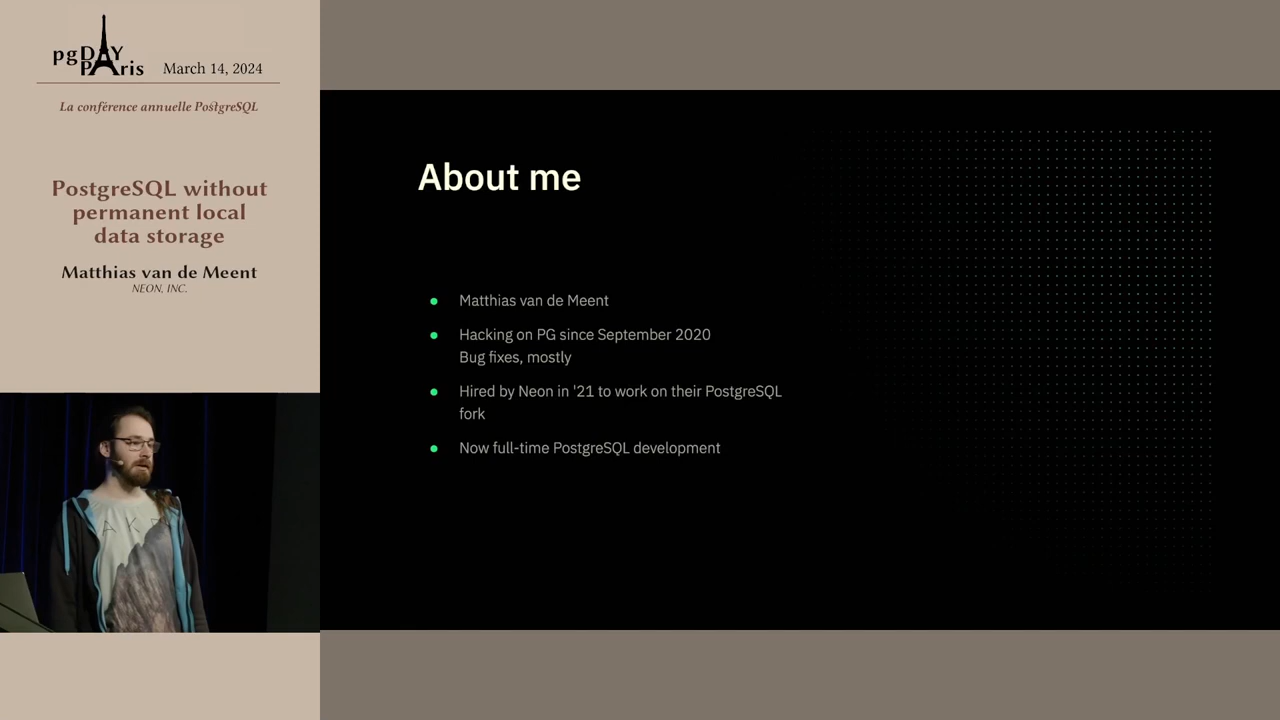 pgDAY
PAris
March 14, 2024
La conférence annuelle PostgreSQL
PostgreSQL without
permanent local
data storage
Matthias van de Meent
NEON, INC.
About me
Matthias van de Meent
Hacking on PG since September 2020
Bug fixes, mostly
Hired by Neon in '21 to work on their PostgreSQL
fork
Now full-time PostgreSQL development